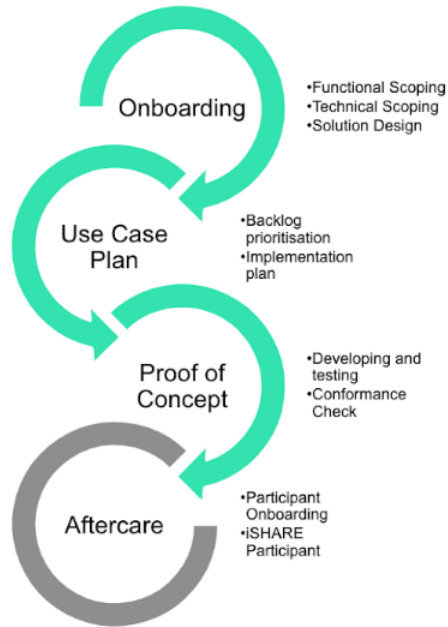 Onboarding
•Functional Scoping
•Technical Scoping
•Solution Design
Use Case
Plan
•Backlog
prioritisation
•Implementation
plan
Proof of
Concept
•Developing and
testing
•Conformance
Check
Aftercare
•Participant
Onboarding
•iSHARE
Participant